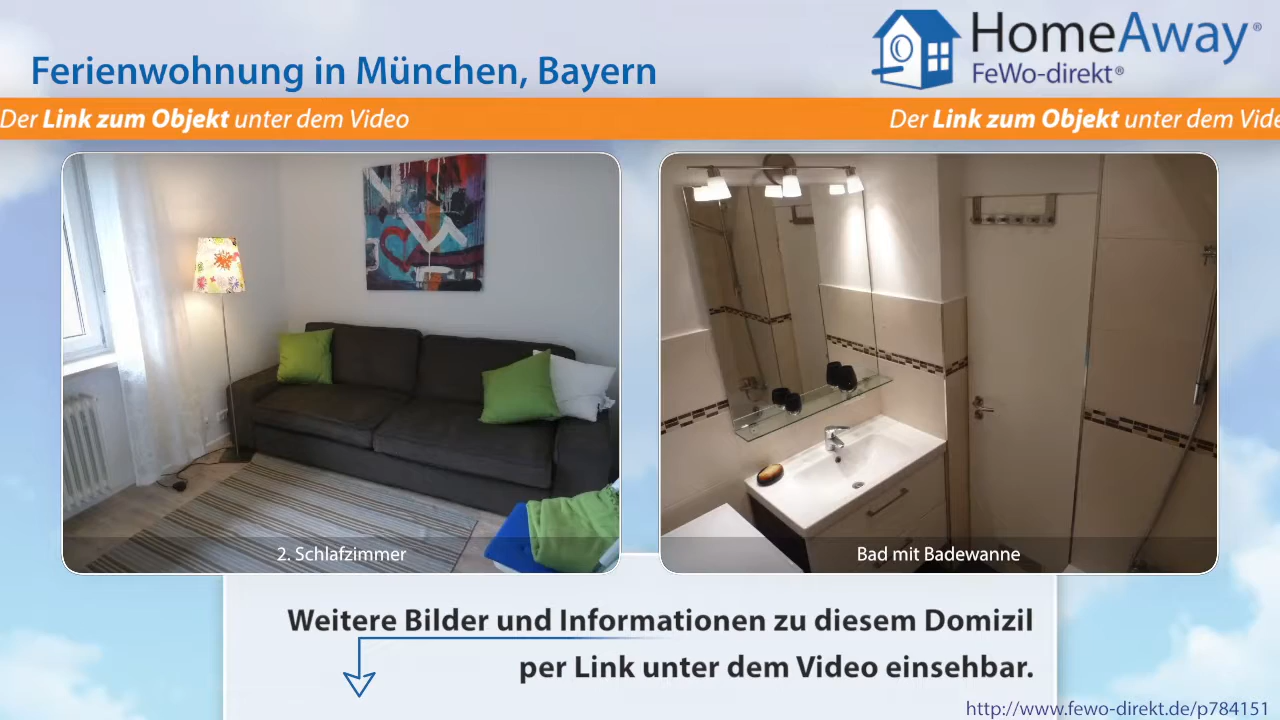 HomeAway®
FeWo-direkt®
Ferienwohnung in München, Bayern
Der Link zum Objekt unter dem Video
Der Link zum Objekt unter dem Vide
2. Schlafzimmer
Bad mit Badewanne
Weitere Bilder und Informationen zu diesem Domizil
per Link unter dem Video einsehbar.
http://www.fewo-direkt.de/p784151